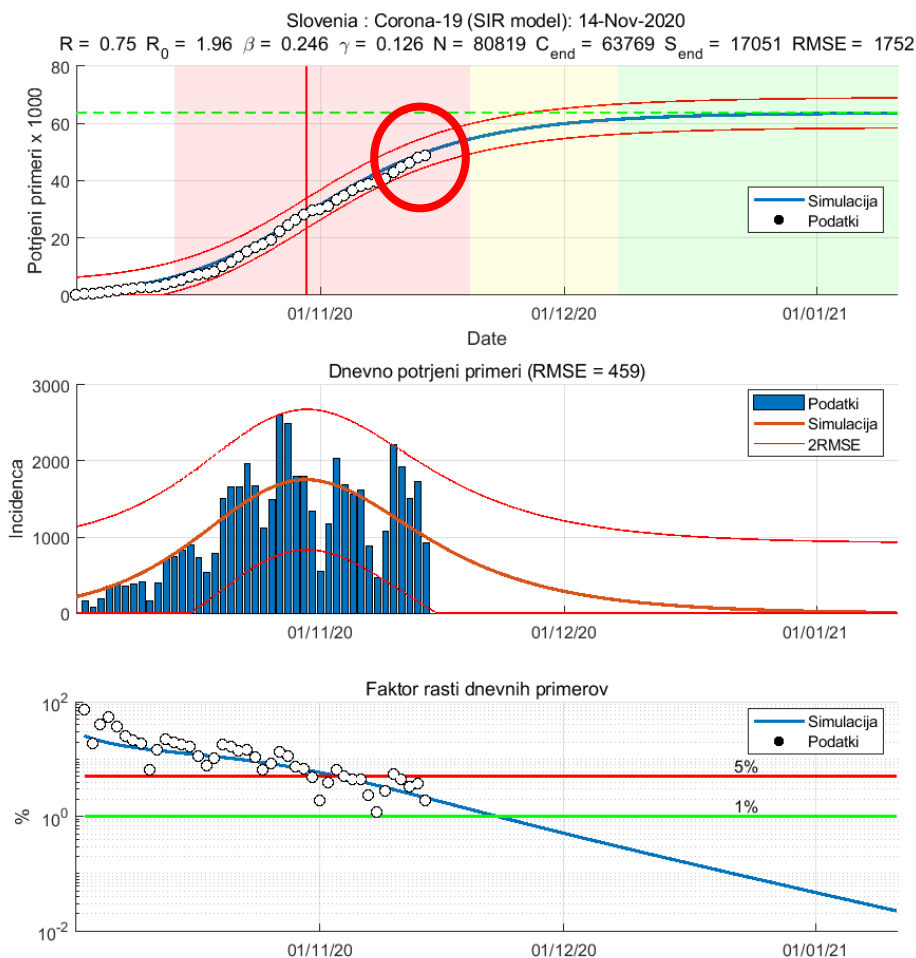 Slovenia : Corona-19 (SIR model): 14-Nov-2020
R = 0.75 R0 = 1.96 β = 0.246 γ = 0.126 N = 80819 Cend = 63769 Send = 17051 RMSE = 1752
80
60
40
20
0
Potrjeni primeri x 1000
Simulacija
Podatki
01/11/20 01/12/20 01/01/21
Date
Dnevno potrjeni primeri (RMSE = 459)
3000
2000
1000
0
Incidenca
Podatki
Simulacija
2RMSE
01/11/20 01/12/20 01/01/21
Faktor rasti dnevnih primerov
10^2
10^0
10^-2
%
Simulacija
Podatki
5%
1%
01/11/20 01/12/20 01/01/21